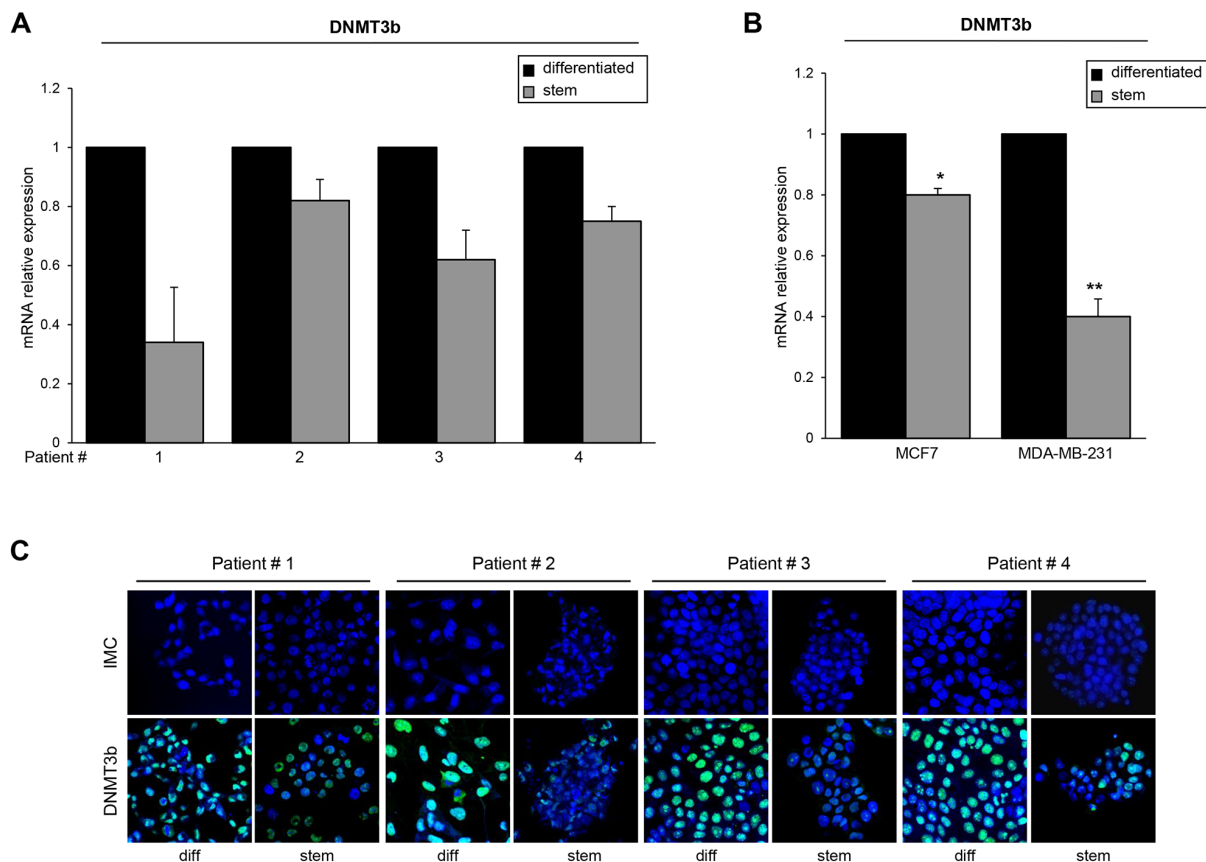 A
DNMT3b
differentiated
stem
mRNA relative expression
1.2
1
0.8
0.6
0.4
0.2
0
Patient # 1 2 3 4
B
DNMT3b
differentiated
stem
mRNA relative expression
1.2
1
0.8
0.6
0.4
0.2
0
*
**
MCF7 MDA-MB-231
C
Patient # 1 Patient # 2 Patient # 3 Patient # 4
IMC
DNMT3b
diff stem diff stem diff stem diff stem